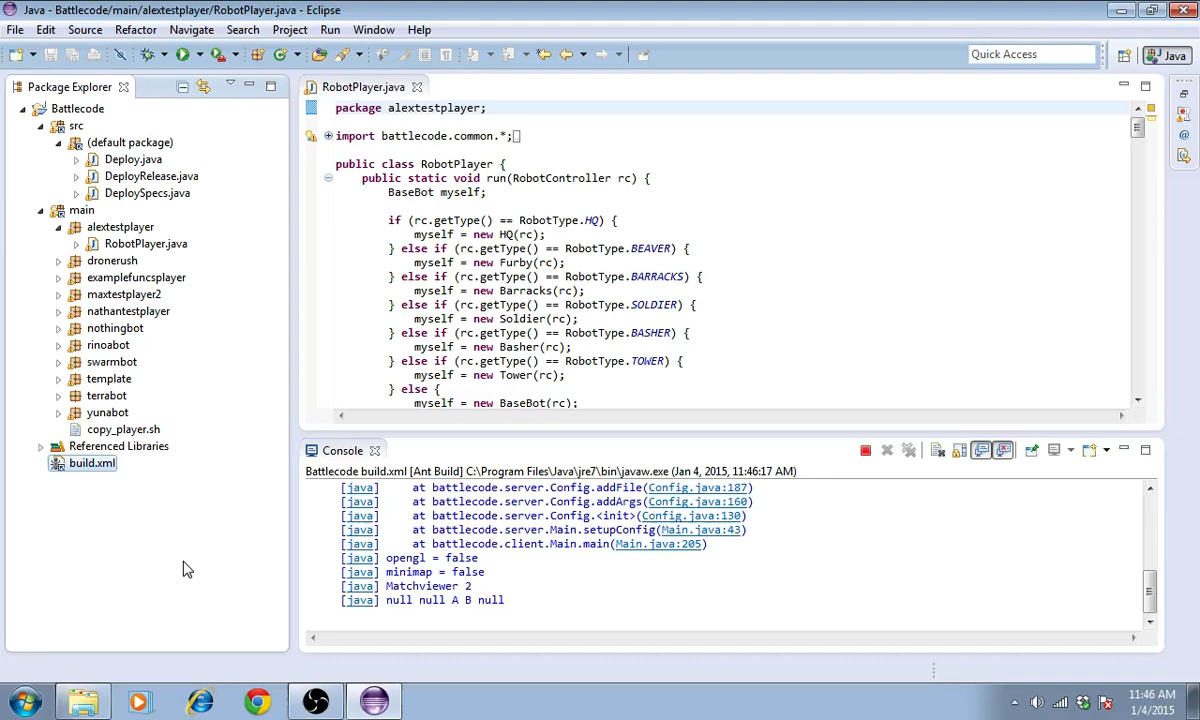 Java - Battlecode/main/alextestplayer/RobotPlayer.java - Eclipse
File Edit Source Refactor Navigate Search Project Run Window Help
Quick Access
Java
Package Explorer
Battlecode
src
(default package)
Deploy.java
DeployRelease.java
DeploySpecs.java
main
alextestplayer
RobotPlayer.java
dronerush
examplefuncsplayer
maxtestplayer2
nathantestplayer
nothingbot
rinoabot
swarmbot
template
terrabot
yunabot
copy_player.sh
Referenced Libraries
build.xml
RobotPlayer.java
package alextestplayer;
import battlecode.common.*;
public class RobotPlayer {
public static void run(RobotController rc) {
BaseBot myself;
if (rc.getType() == RobotType.HQ) {
myself = new HQ(rc);
} else if (rc.getType() == RobotType.BEAVER) {
myself = new Furby(rc);
} else if (rc.getType() == RobotType.BARRACKS) {
myself = new Barracks(rc);
} else if (rc.getType() == RobotType.SOLDIER) {
myself = new Soldier(rc);
} else if (rc.getType() == RobotType.BASHER) {
myself = new Basher(rc);
} else if (rc.getType() == RobotType.TOWER) {
myself = new Tower(rc);
} else {
myself = new BaseBot(rc);
Console
Battlecode build.xml [Ant Build] C:\Program Files\Java\jre7\bin\javaw.exe (Jan 4, 2015, 11:46:17 AM)
[java] at battlecode.server.Config.addFile(Config.java:187)
[java] at battlecode.server.Config.addArgs(Config.java:160)
[java] at battlecode.server.Config.<init>(Config.java:130)
[java] at battlecode.server.Main.setupConfig(Main.java:43)
[java] at battlecode.client.Main.main(Main.java:205)
[java] opengl = false
[java] minimap = false
[java] Matchviewer 2
[java] null null A B null
11:46 AM
1/4/2015